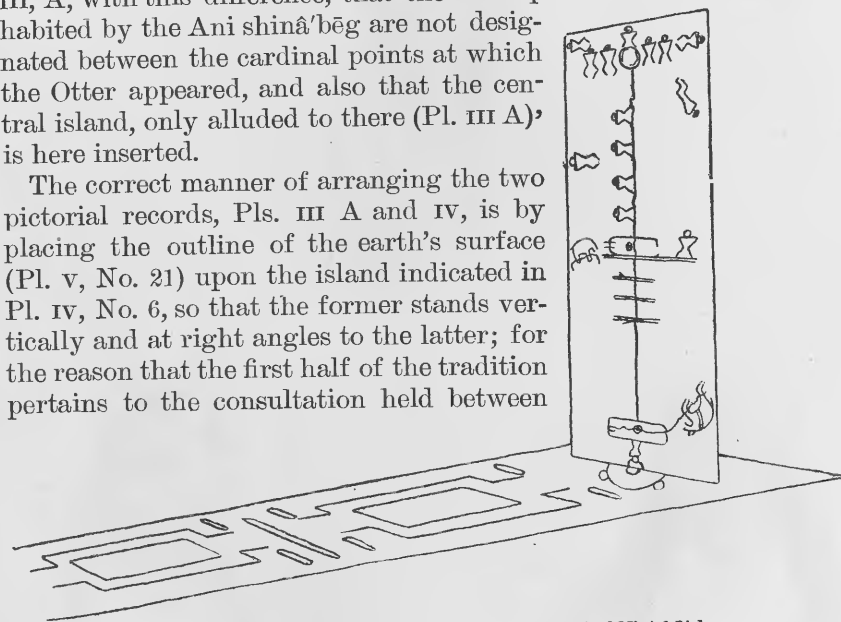 III, A, with this difference, that the
habited by the Ani shinâ′bēg are not desig-
nated between the cardinal points at which
the Otter appeared, and also that the cen-
tral island, only alluded to there (Pl. III A),
is here inserted.
The correct manner of arranging the two
pictorial records, Pls. III A and IV, is by
placing the outline of the earth's surface
(Pl. V, No. 21) upon the island indicated in
Pl. IV, No. 6, so that the former stands ver-
tically and at right angles to the latter; for
the reason that the first half of the tradition
pertains to the consultation held between